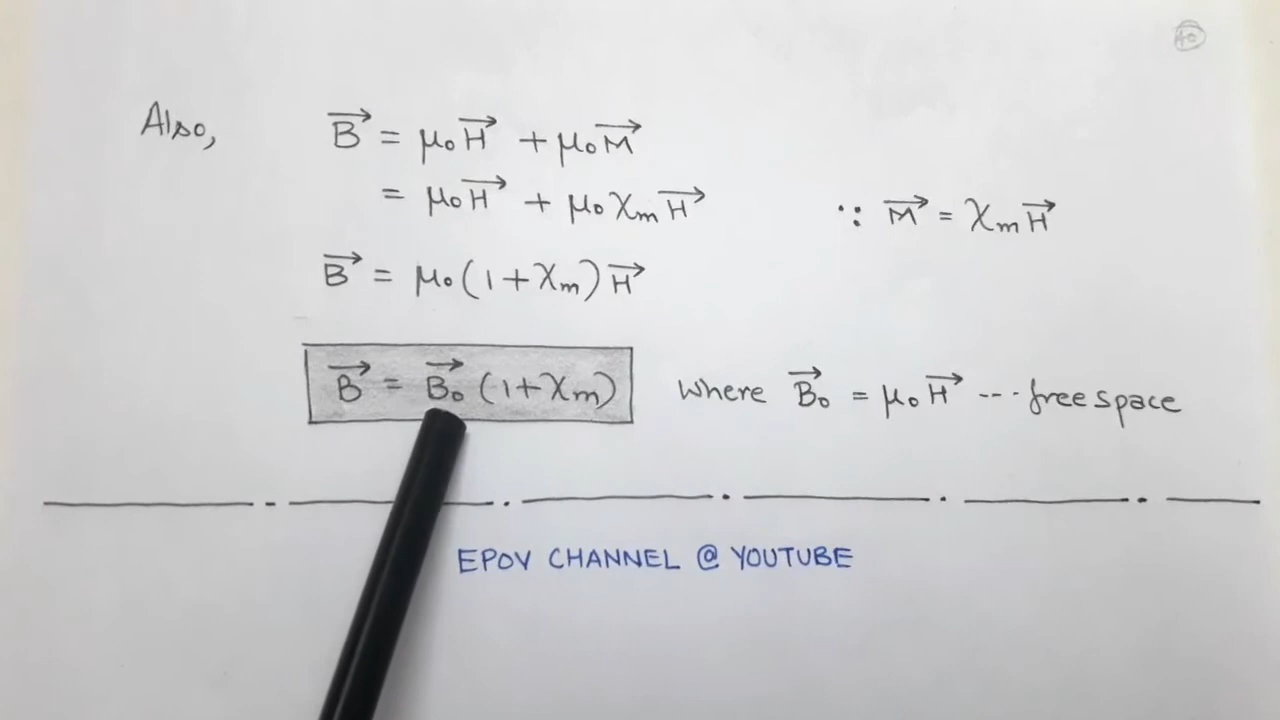 Also, B⃗ = μ₀H⃗ + μ₀M⃗
= μ₀H⃗ + μ₀χₘH⃗ ∵ M⃗ = χₘH⃗
B⃗ = μ₀(1+χₘ)H⃗
B⃗ = B⃗₀ (1+χₘ) where B⃗₀ = μ₀H⃗ --- free space
EPOV CHANNEL @ YOUTUBE